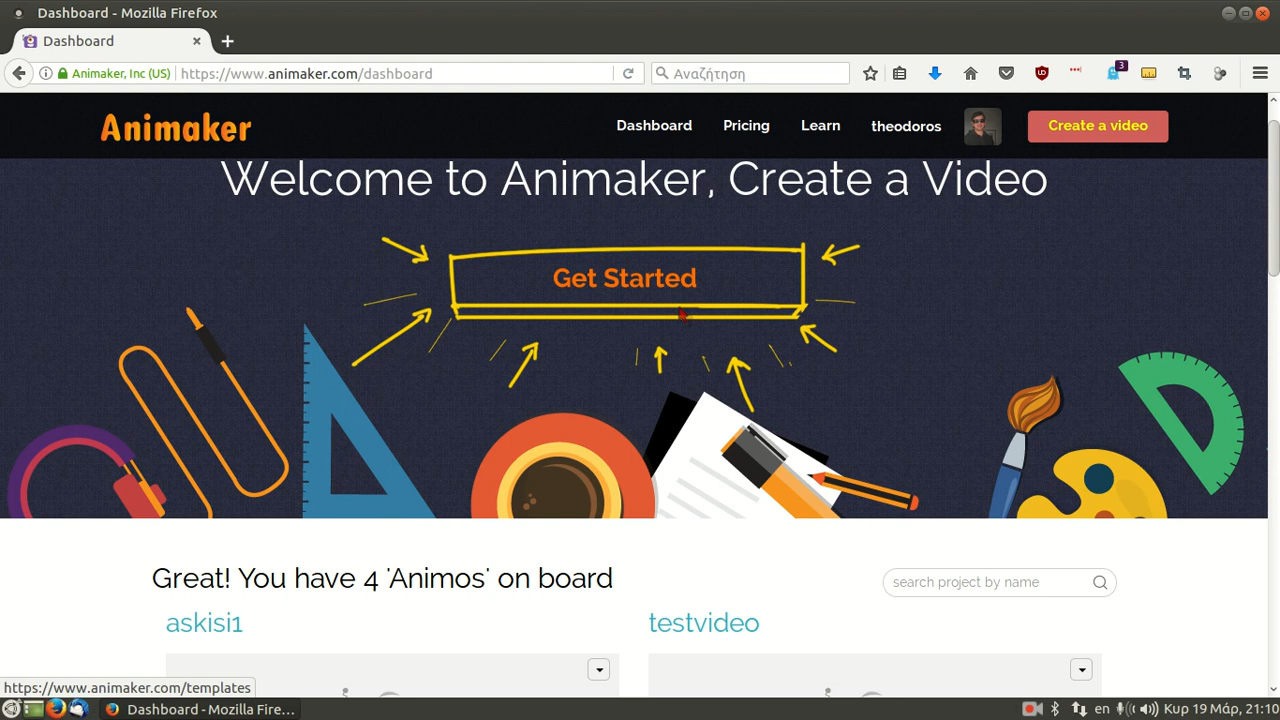 Dashboard - Mozilla Firefox
Dashboard
Animaker, Inc (US)
https://www.animaker.com/dashboard
Αναζήτηση
3
Animaker
Dashboard
Pricing
Learn
theodoros
Create a video
Welcome to Animaker, Create a Video
Get Started
Great! You have 4 'Animos' on board
search project by name
askisi1
testvideo
https://www.animaker.com/templates
Dashboard - Mozilla Fire...
en
Κυρ 19 Μάρ, 21:10